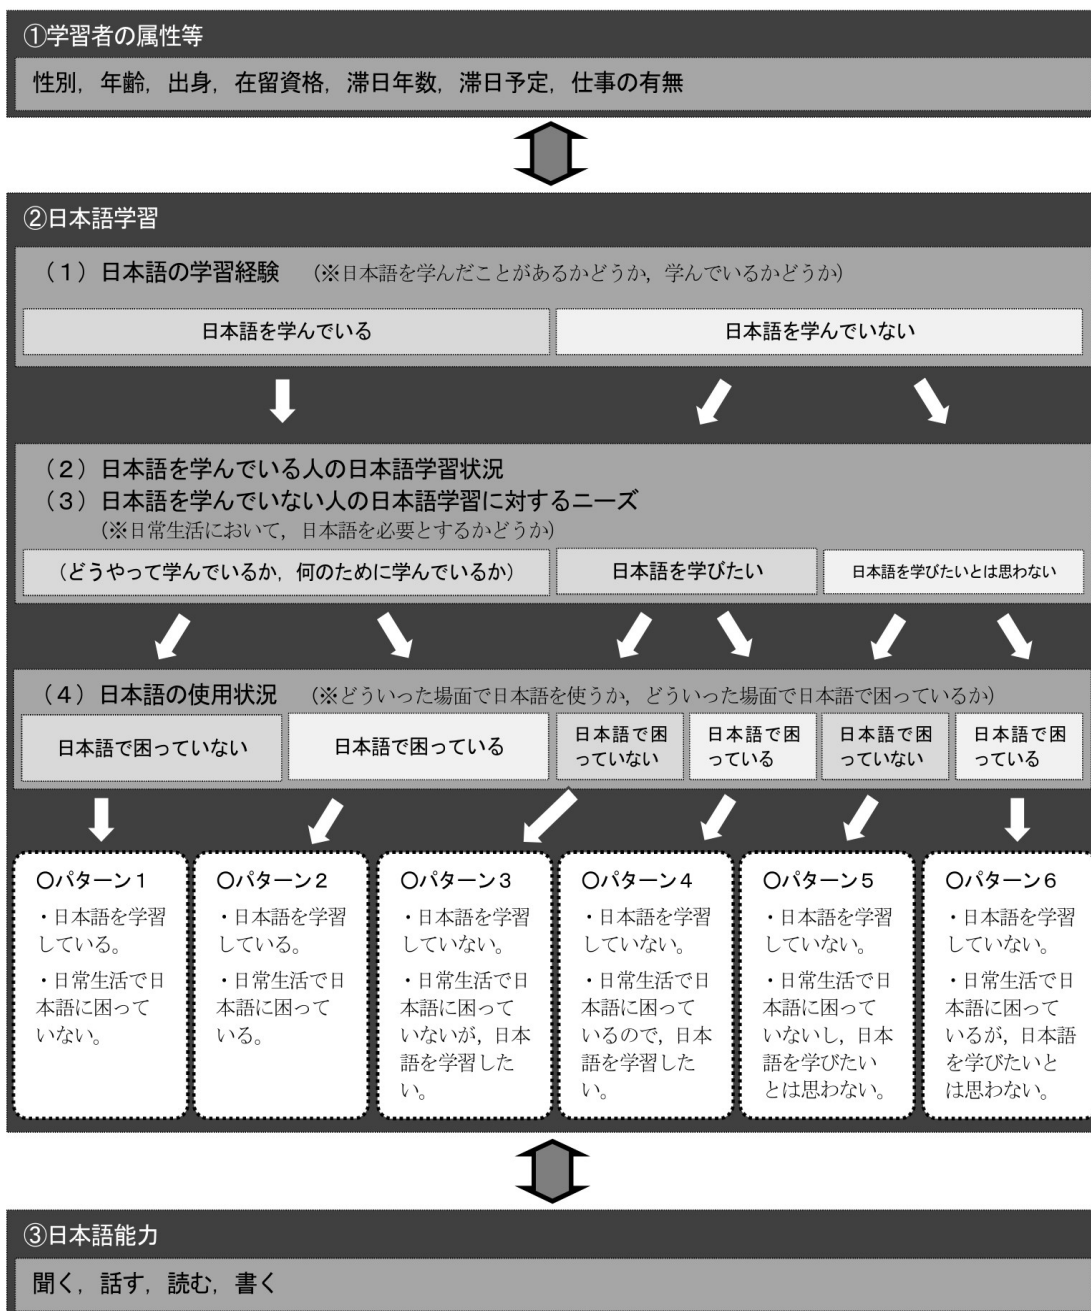 ①学習者の属性等
性別，年齢，出身，在留資格，滞日年数，滞日予定，仕事の有無
②日本語学習
（１）日本語の学習経験　（※日本語を学んだことがあるかどうか，学んでいるかどうか）
日本語を学んでいる
日本語を学んでいない
（２）日本語を学んでいる人の日本語学習状況
（３）日本語を学んでいない人の日本語学習に対するニーズ
（※日常生活において，日本語を必要とするかどうか）
（どうやって学んでいるか，何のために学んでいるか）
日本語を学びたい
日本語を学びたいとは思わない
（４）日本語の使用状況　（※どういった場面で日本語を使うか，どういった場面で日本語で困っているか）
日本語で困っていない
日本語で困っている
日本語で困
っていない
日本語で困
っている
日本語で困
っていない
日本語で困
っている
○パターン１
・日本語を学習
している。
・日常生活で日
本語に困って
いない。
○パターン２
・日本語を学習
している。
・日常生活で日
本語に困って
いる。
○パターン３
・日本語を学習
していない。
・日常生活で日
本語に困って
いないが，日本
語を学習した
い。
○パターン４
・日本語を学習
していない。
・日常生活で日
本語に困って
いるので，日本
語を学習した
い。
○パターン５
・日本語を学習
していない。
・日常生活で日
本語に困って
いないし，日本
語を学びたい
とは思わない。
○パターン６
・日本語を学習
していない。
・日常生活で日
本語に困って
いるが，日本語
を学びたいと
は思わない。
③日本語能力
聞く，話す，読む，書く